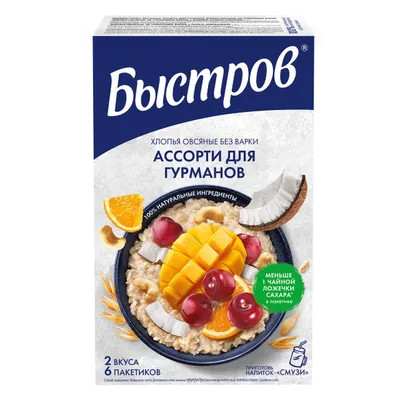 Быстров®
ХЛОПЬЯ ОВСЯНЫЕ БЕЗ ВАРКИ
АССОРТИ ДЛЯ
ГУРМАНОВ
100% НАТУРАЛЬНЫЕ ИНГРЕДИЕНТЫ
МЕНЬШЕ
1 ЧАЙНОЙ
ЛОЖЕЧКИ
САХАРА*
в пакетике
2 ВКУСА
6 ПАКЕТИКОВ
ПРИГОТОВЬ
НАПИТОК-«СМУЗИ»